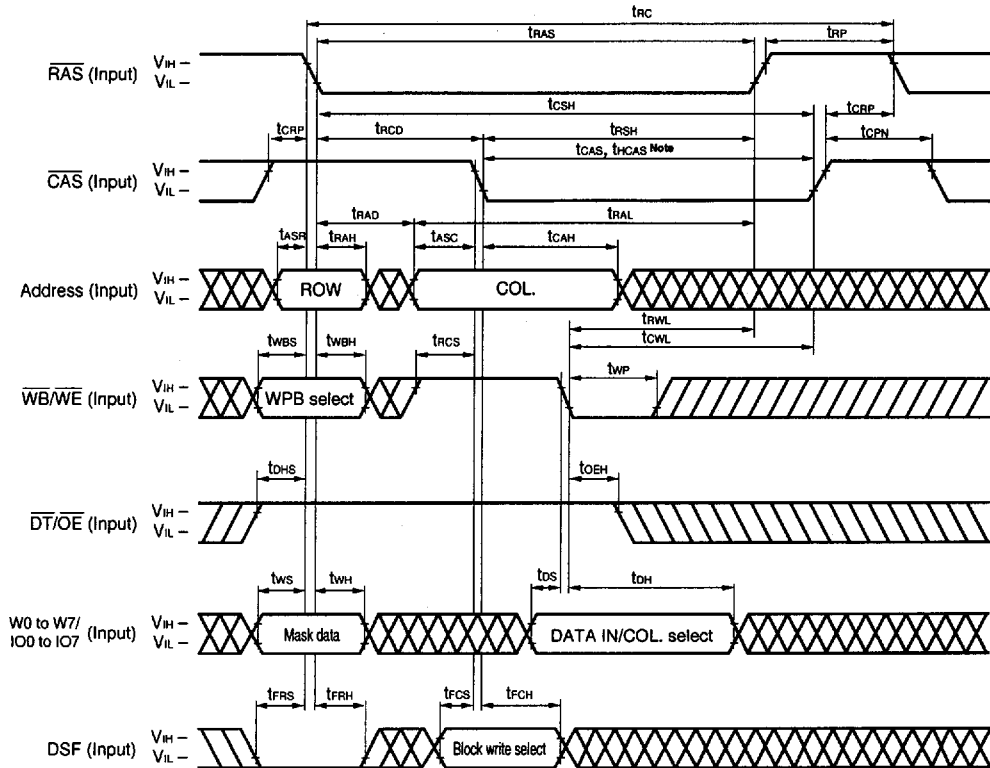 tRC
tRAS tRP
RAS (Input) VIH – VIL –
tCSH tCRP
tCRP tRCD tRSH tCPN
tCAS, tHCAS Note
CAS (Input) VIH – VIL –
tRAD tRAL
tASR tRAH tASC tCAH
Address (Input) VIH – VIL – ROW COL.
tRWL
tCWL
tWBS tWBH tRCS tWP
WB/WE (Input) VIH – VIL – WPB select
tDHS tOEH
DT/OE (Input) VIH – VIL –
tWS tWH tDS tDH
W0 to W7/
IO0 to IO7 (Input) VIH – VIL – Mask data DATA IN/COL. select
tFRS tFRH tFCS tFCH
DSF (Input) VIH – VIL – Block write select